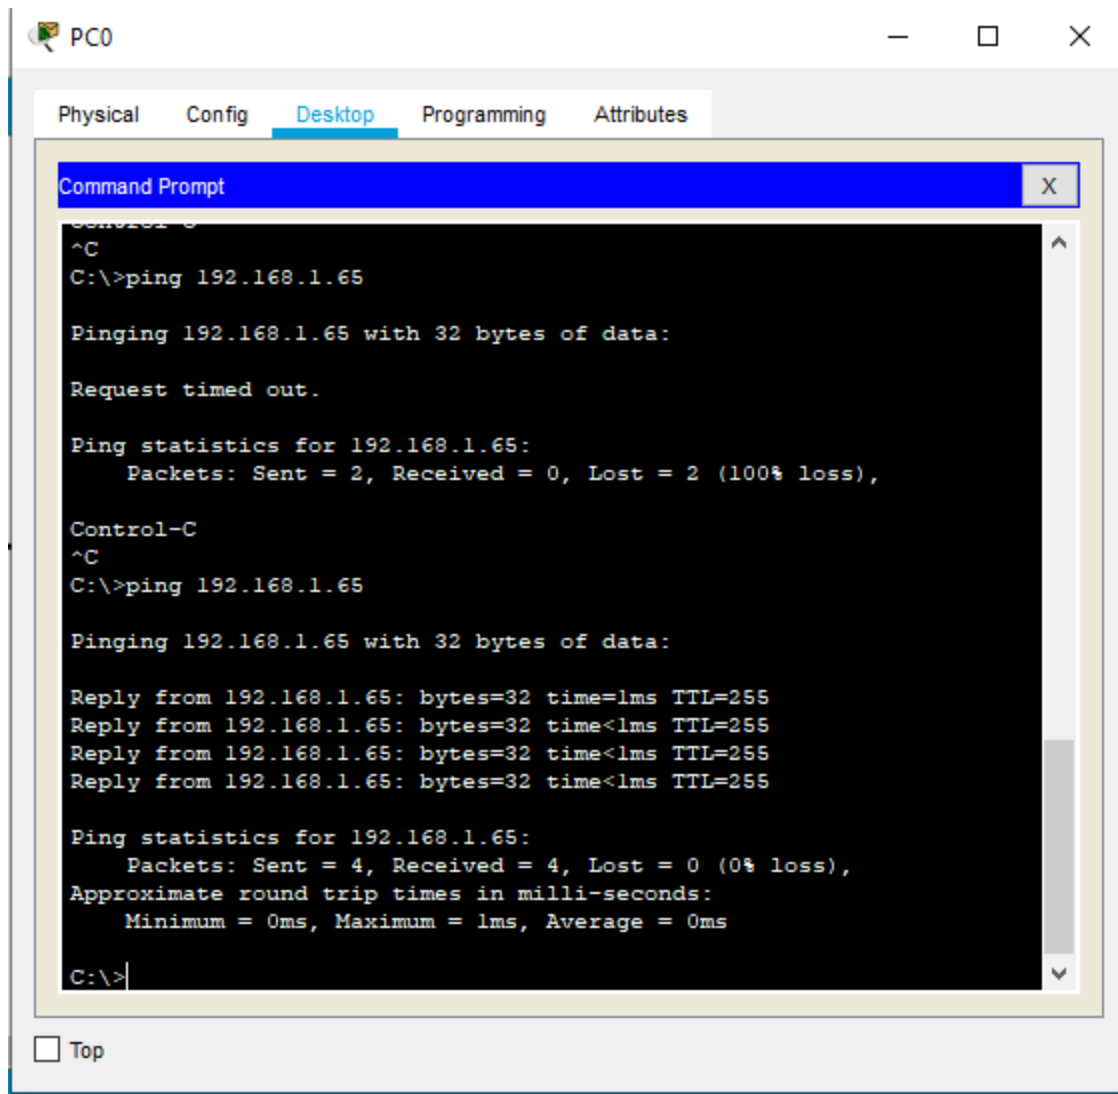 PC0
Physical Config Desktop Programming Attributes
Command Prompt X
Control-C
^C
C:\>ping 192.168.1.65
Pinging 192.168.1.65 with 32 bytes of data:
Request timed out.
Ping statistics for 192.168.1.65:
Packets: Sent = 2, Received = 0, Lost = 2 (100% loss),
Control-C
^C
C:\>ping 192.168.1.65
Pinging 192.168.1.65 with 32 bytes of data:
Reply from 192.168.1.65: bytes=32 time=1ms TTL=255
Reply from 192.168.1.65: bytes=32 time<1ms TTL=255
Reply from 192.168.1.65: bytes=32 time<1ms TTL=255
Reply from 192.168.1.65: bytes=32 time<1ms TTL=255
Ping statistics for 192.168.1.65:
Packets: Sent = 4, Received = 4, Lost = 0 (0% loss),
Approximate round trip times in milli-seconds:
Minimum = 0ms, Maximum = 1ms, Average = 0ms
C:\>
Top